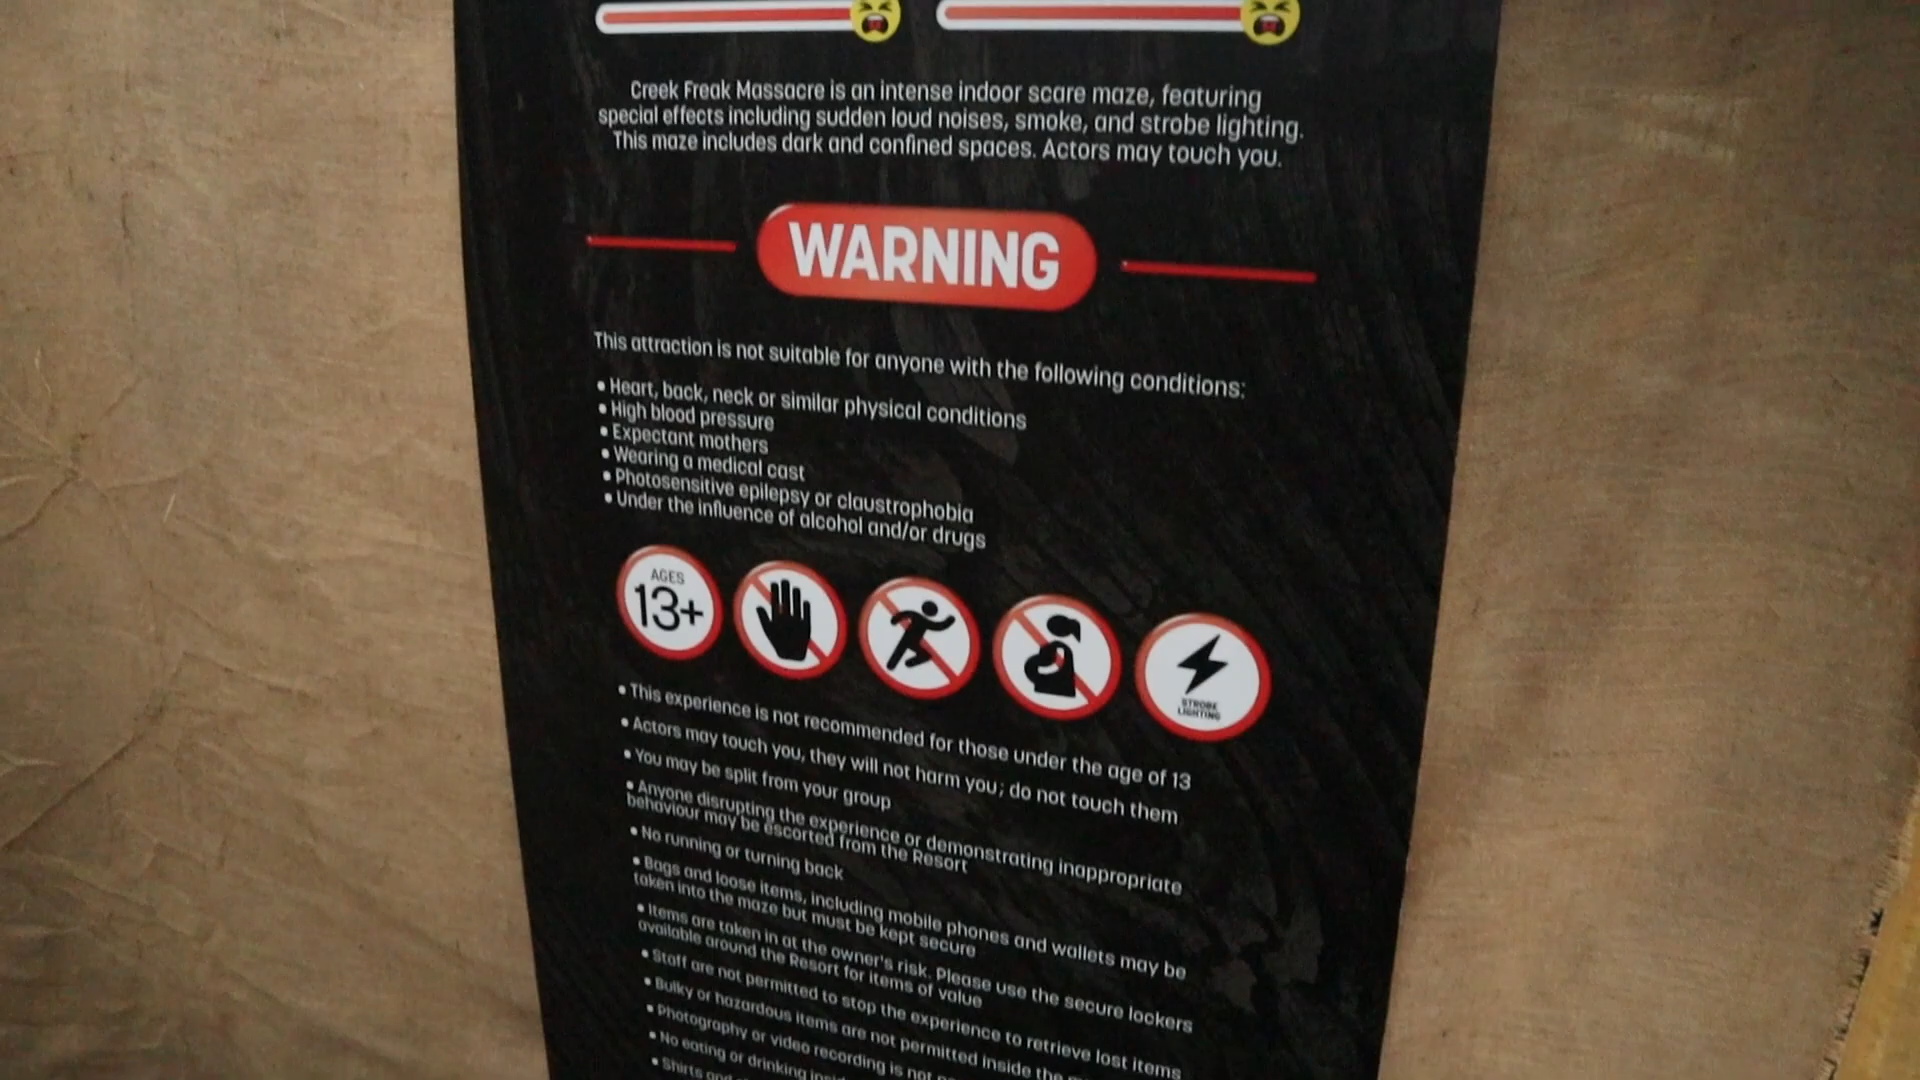 Creek Freak Massacre is an intense indoor scare maze, featuring
special effects including sudden loud noises, smoke, and strobe lighting.
This maze includes dark and confined spaces. Actors may touch you.
WARNING
This attraction is not suitable for anyone with the following conditions:
• Heart, back, neck or similar physical conditions
• High blood pressure
• Expectant mothers
• Wearing a medical cast
• Photosensitive epilepsy or claustrophobia
• Under the influence of alcohol and/or drugs
AGES
13+
STROBE
LIGHTING
• This experience is not recommended for those under the age of 13
• Actors may touch you, they will not harm you; do not touch them
• You may be split from your group
• Anyone disrupting the experience or demonstrating inappropriate
behaviour may be escorted from the Resort
• No running or turning back
• Bags and loose items, including mobile phones and wallets may be
taken into the maze but must be kept secure
• Items are taken in at the owner's risk. Please use the secure lockers
available around the Resort for items of value
• Staff are not permitted to stop the experience to retrieve lost items
• Bulky or hazardous items are not permitted inside the
• Photography or video recording is not
• No eating or drinking
• Shirts and